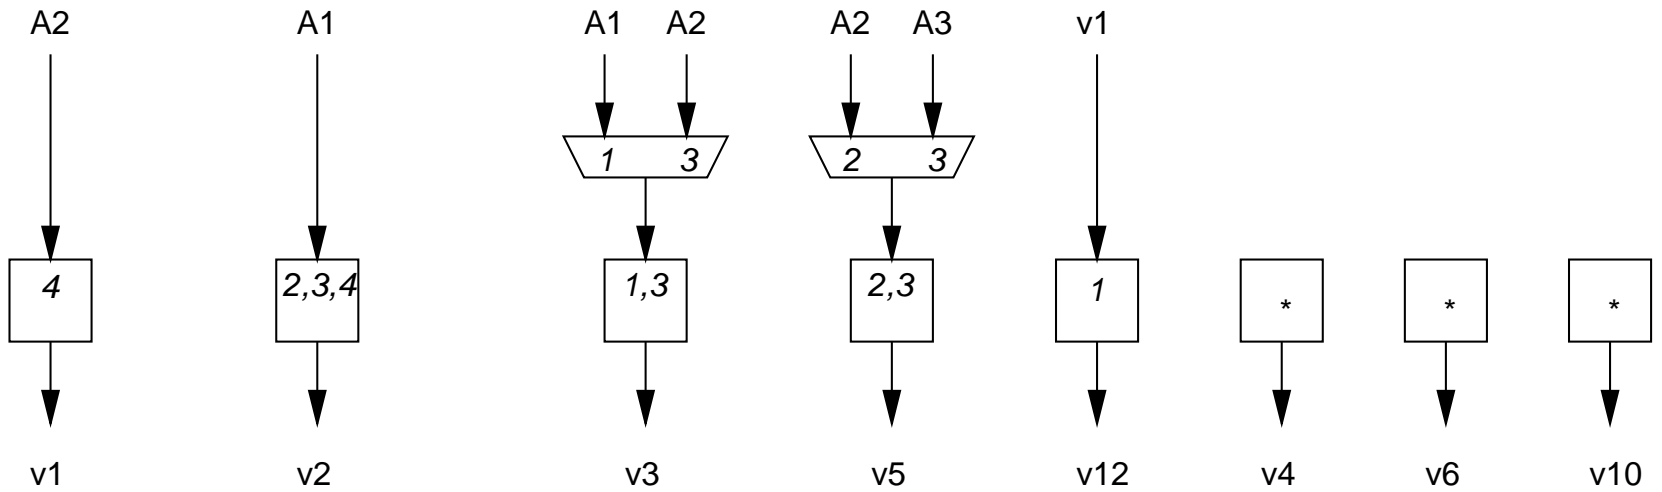 A2 A1 A1 A2 A2 A3 v1
1 3 2 3
4 2,3,4 1,3 2,3 1 * * *
v1 v2 v3 v5 v12 v4 v6 v10